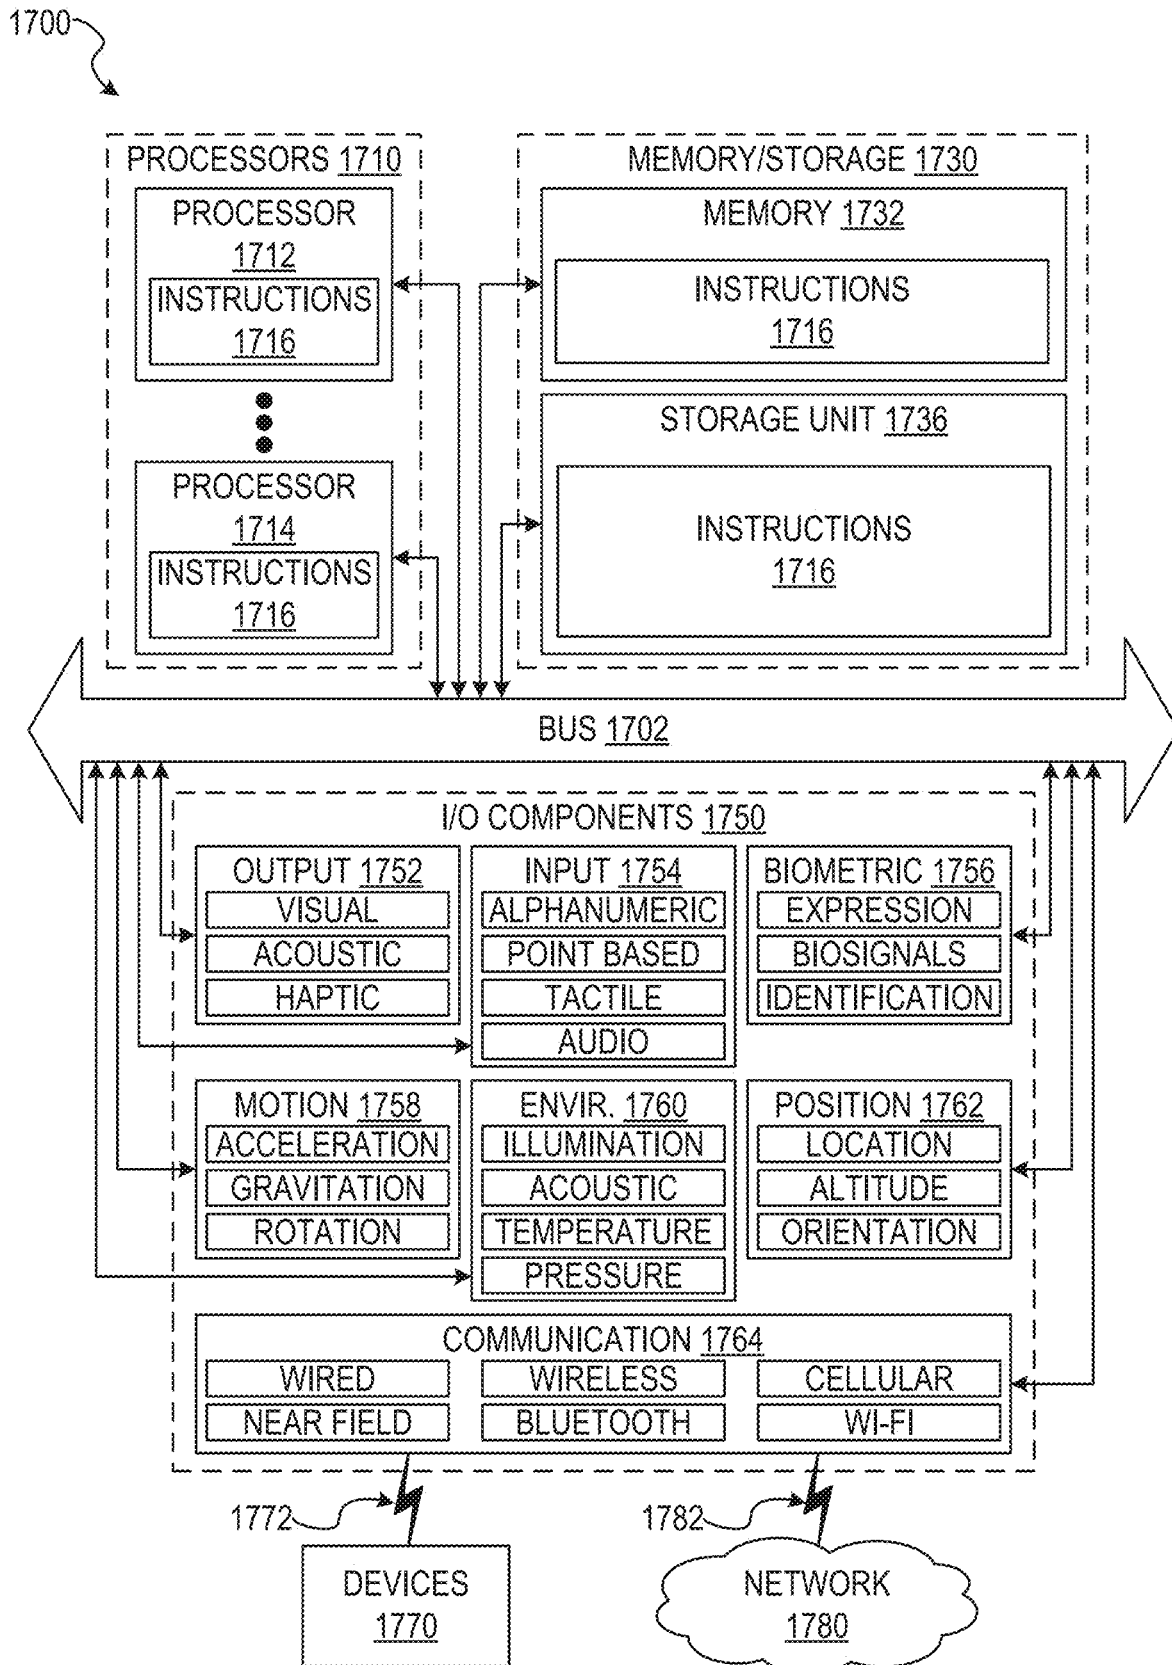 1700
PROCESSORS 1710
PROCESSOR
1712
INSTRUCTIONS
1716
PROCESSOR
1714
INSTRUCTIONS
1716
MEMORY/STORAGE 1730
MEMORY 1732
INSTRUCTIONS
1716
STORAGE UNIT 1736
INSTRUCTIONS
1716
BUS 1702
I/O COMPONENTS 1750
OUTPUT 1752
VISUAL
ACOUSTIC
HAPTIC
INPUT 1754
ALPHANUMERIC
POINT BASED
TACTILE
AUDIO
BIOMETRIC 1756
EXPRESSION
BIOSIGNALS
IDENTIFICATION
MOTION 1758
ACCELERATION
GRAVITATION
ROTATION
ENVIR. 1760
ILLUMINATION
ACOUSTIC
TEMPERATURE
PRESSURE
POSITION 1762
LOCATION
ALTITUDE
ORIENTATION
COMMUNICATION 1764
WIRED
WIRELESS
CELLULAR
NEAR FIELD
BLUETOOTH
WI-FI
1772
1782
DEVICES
1770
NETWORK
1780